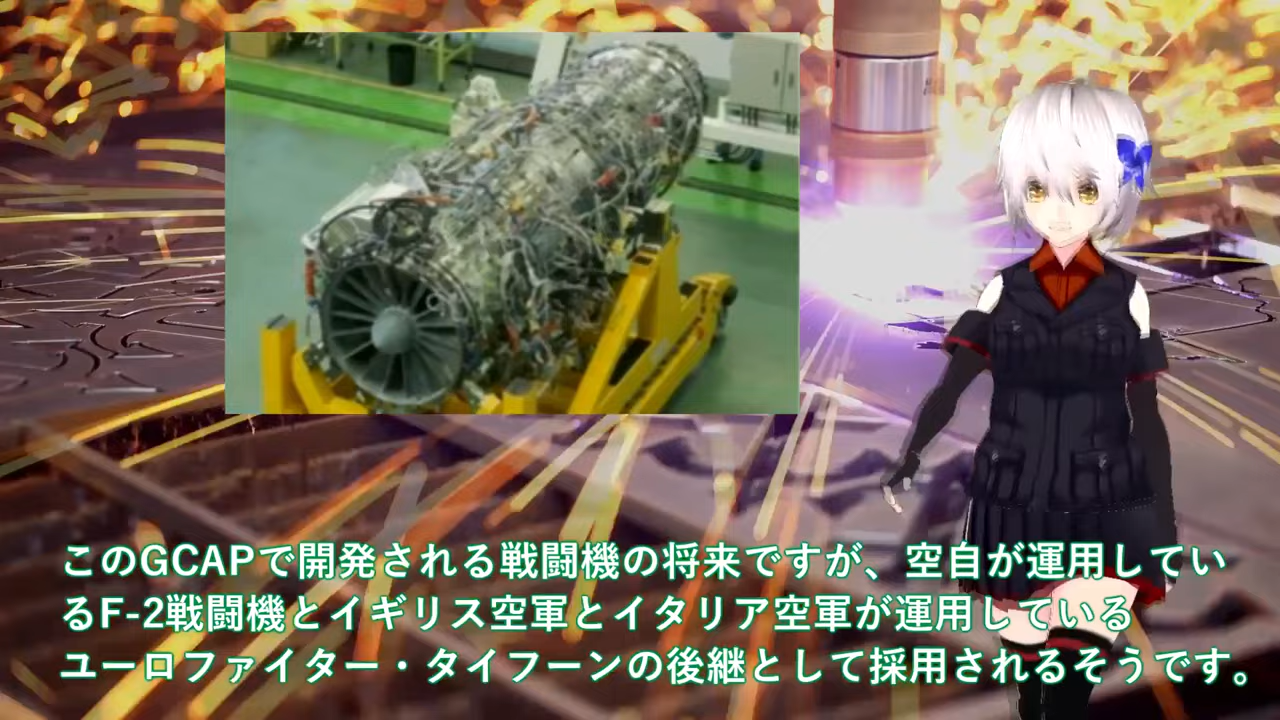 このGCAPで開発される戦闘機の将来ですが、空自が運用してい
るF-2戦闘機とイギリス空軍とイタリア空軍が運用している
ユーロファイター・タイフーンの後継として採用されるそうです。